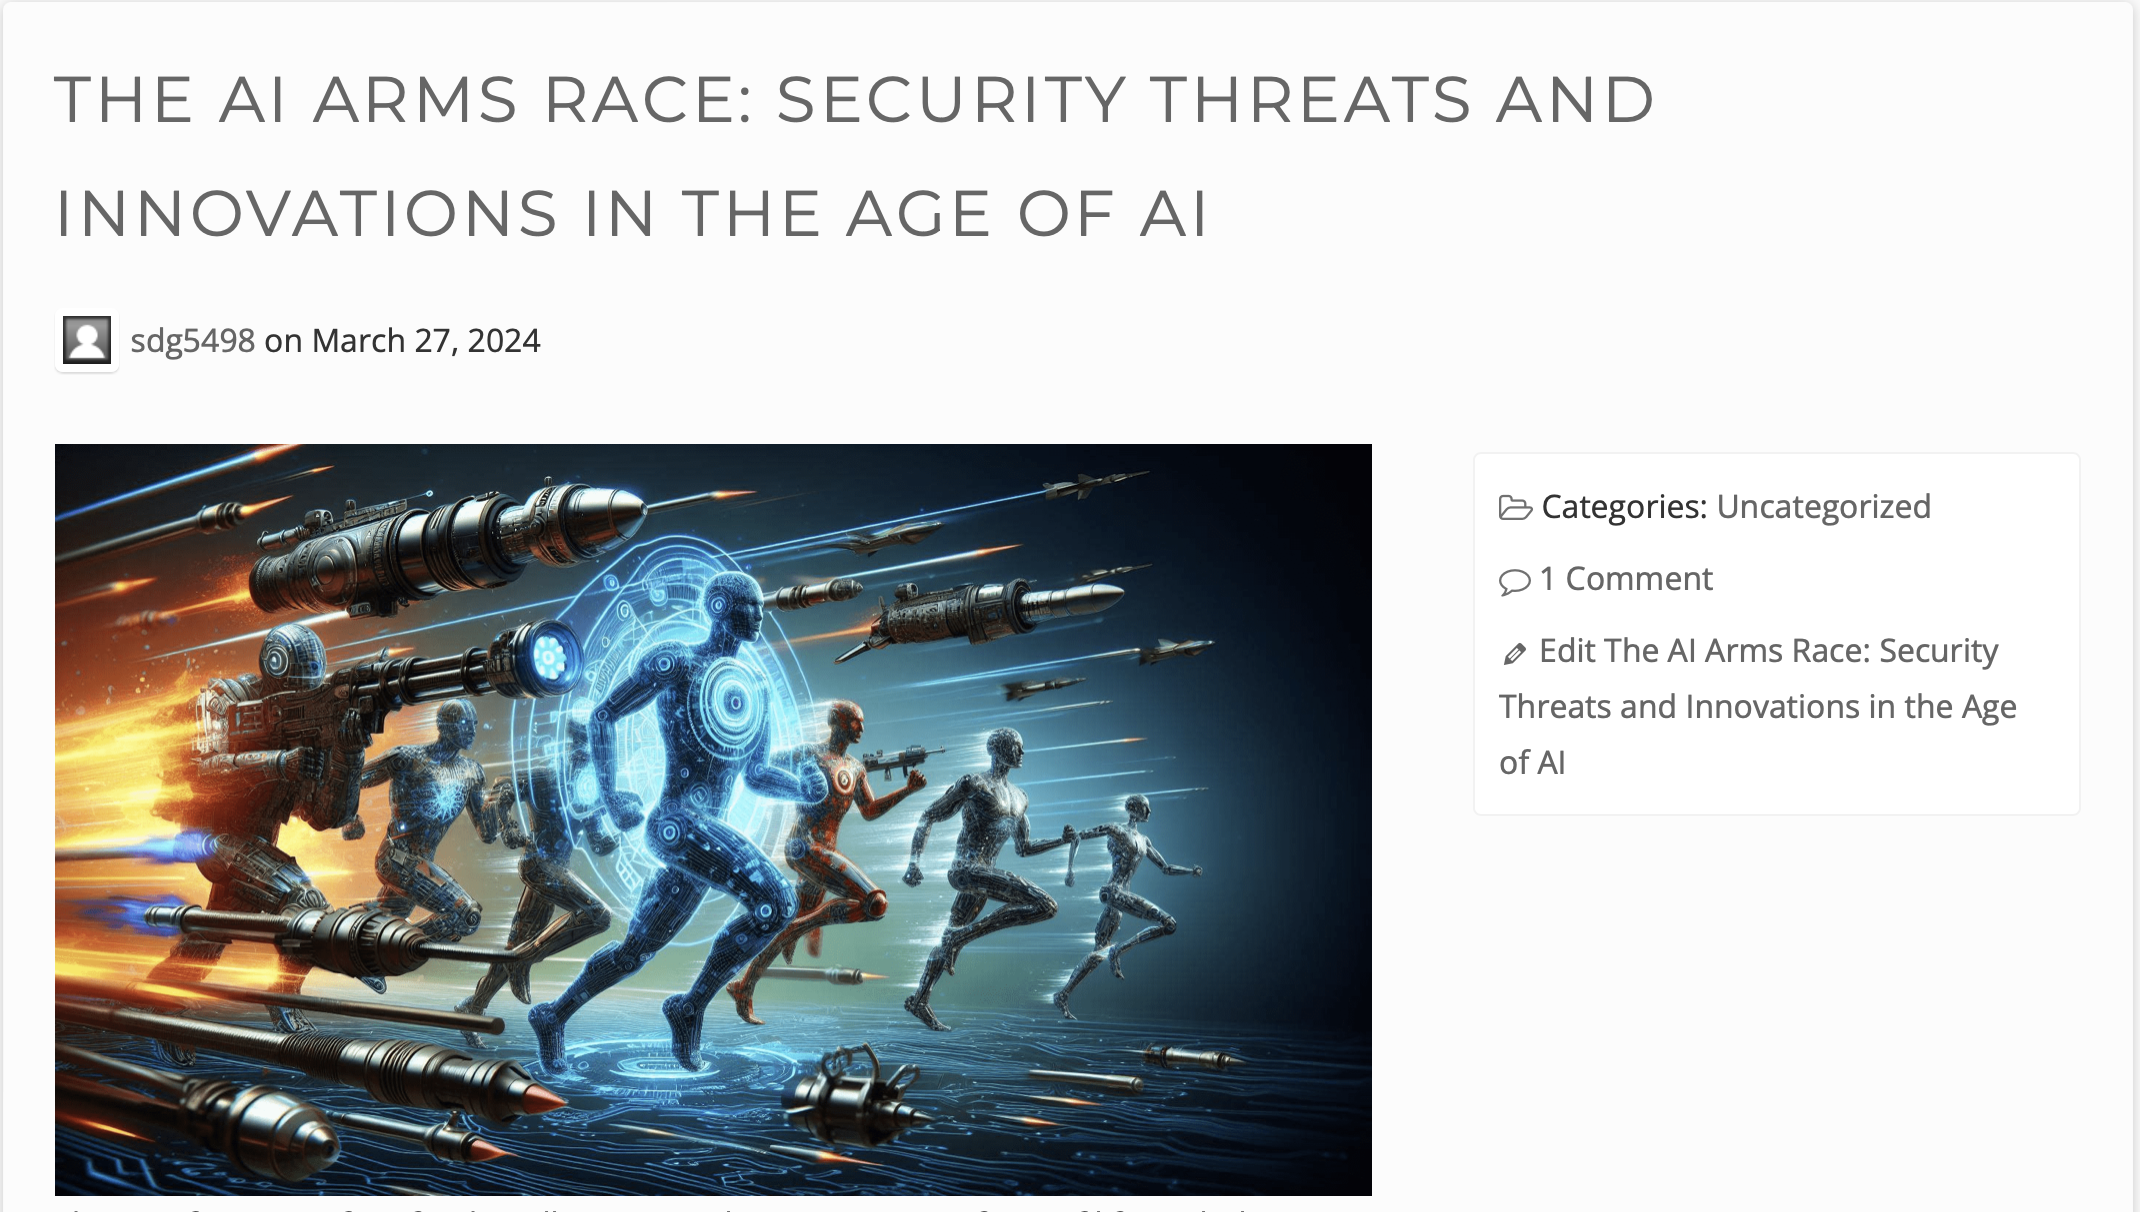 THE AI ARMS RACE: SECURITY THREATS AND
INNOVATIONS IN THE AGE OF AI
sdg5498 on March 27, 2024
Categories: Uncategorized
1 Comment
Edit The AI Arms Race: Security
Threats and Innovations in the Age
of AI